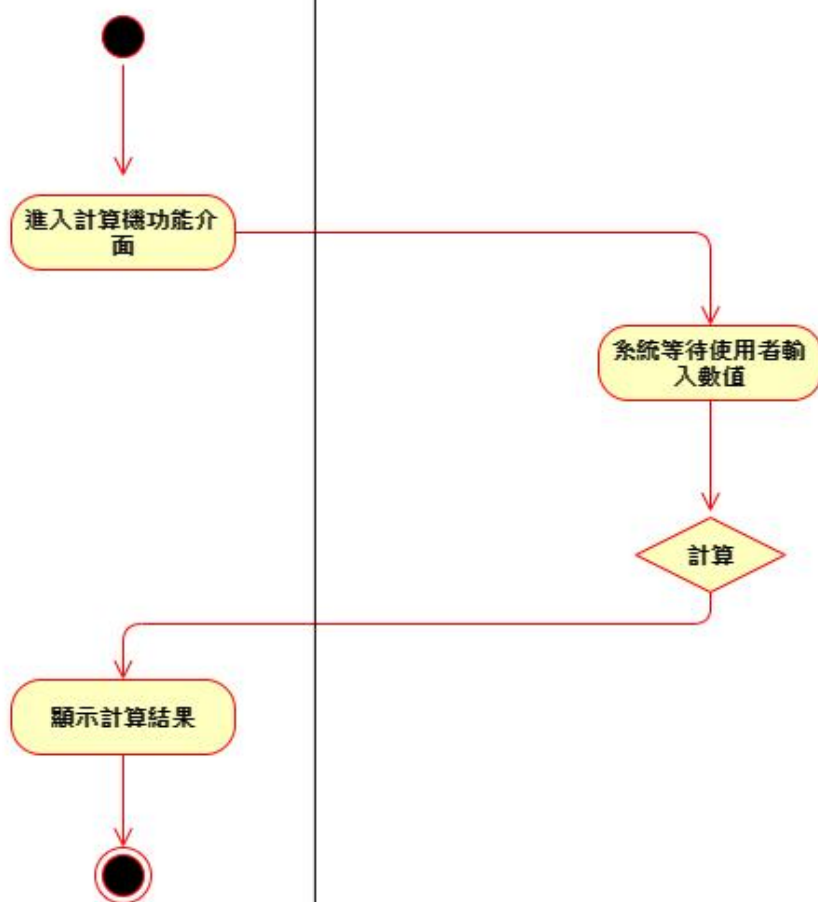 進入計算機功能介
面
系統等待使用者輸
入數值
計算
顯示計算結果